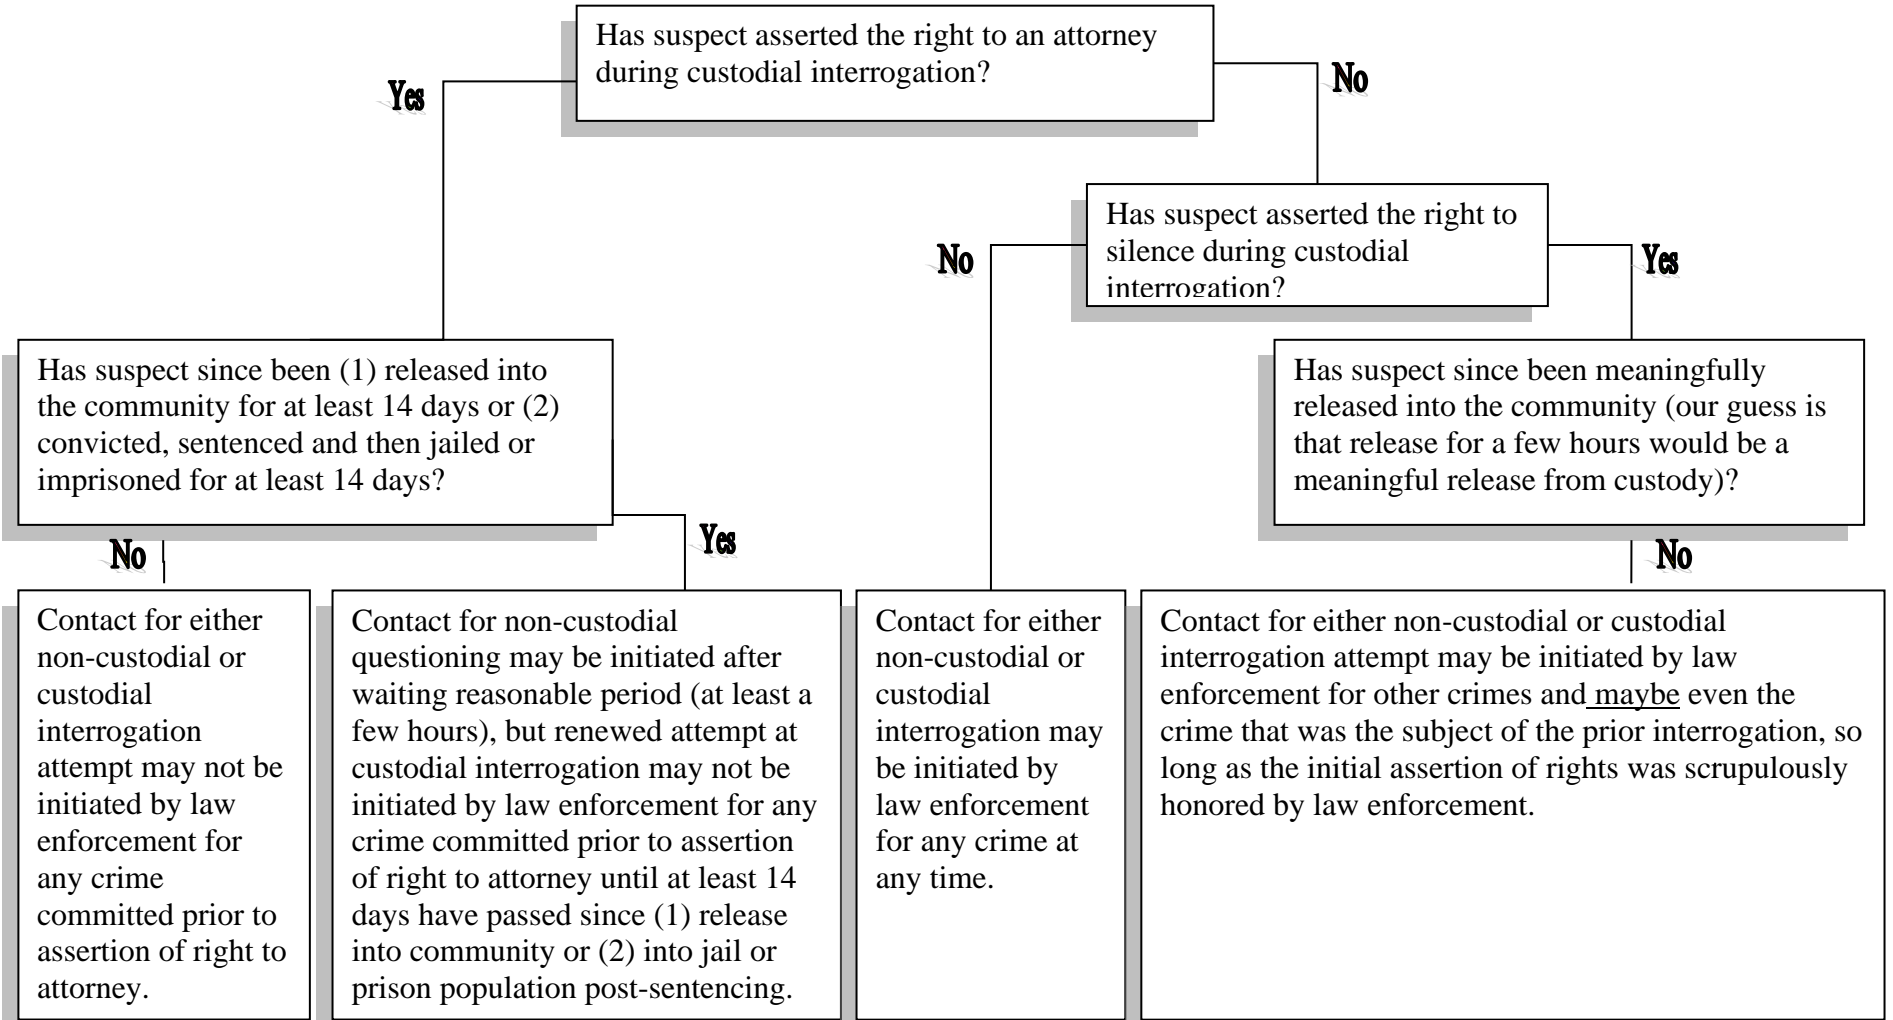 Has suspect asserted the right to an attorney
during custodial interrogation?
Yes
No
Has suspect asserted the right to
silence during custodial
interrogation?
No
Yes
Has suspect since been (1) released into
the community for at least 14 days or (2)
convicted, sentenced and then jailed or
imprisoned for at least 14 days?
Has suspect since been meaningfully
released into the community (our guess is
that release for a few hours would be a
meaningful release from custody)?
No
Yes
No
Contact for either
non-custodial or
custodial
interrogation
attempt may not be
initiated by law
enforcement for
any crime
committed prior to
assertion of right to
attorney.
Contact for non-custodial
questioning may be initiated after
waiting reasonable period (at least a
few hours), but renewed attempt at
custodial interrogation may not be
initiated by law enforcement for any
crime committed prior to assertion
of right to attorney until at least 14
days have passed since (1) release
into community or (2) into jail or
prison population post-sentencing.
Contact for either
non-custodial or
custodial
interrogation may
be initiated by
law enforcement
for any crime at
any time.
Contact for either non-custodial or custodial
interrogation attempt may be initiated by law
enforcement for other crimes and maybe even the
crime that was the subject of the prior interrogation, so
long as the initial assertion of rights was scrupulously
honored by law enforcement.